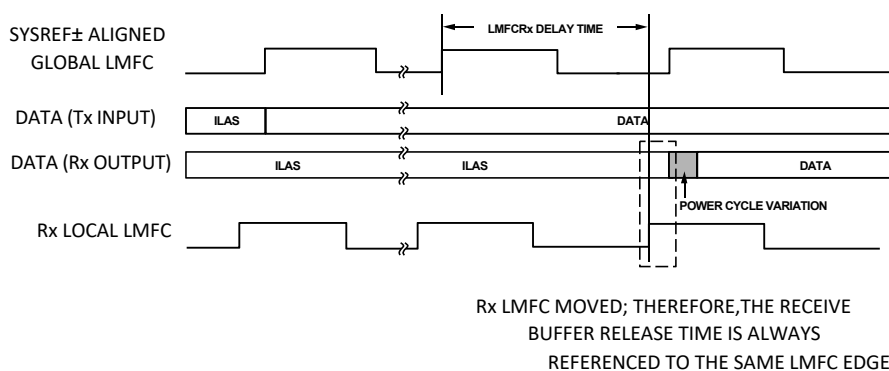 SYSREF± ALIGNED
GLOBAL LMFC
LMFCRx DELAY TIME
DATA (Tx INPUT)
ILAS
DATA
DATA (Rx OUTPUT)
ILAS
ILAS
DATA
POWER CYCLE VARIATION
Rx LOCAL LMFC
Rx LMFC MOVED; THEREFORE,THE RECEIVE
BUFFER RELEASE TIME IS ALWAYS
REFERENCED TO THE SAME LMFC EDGE